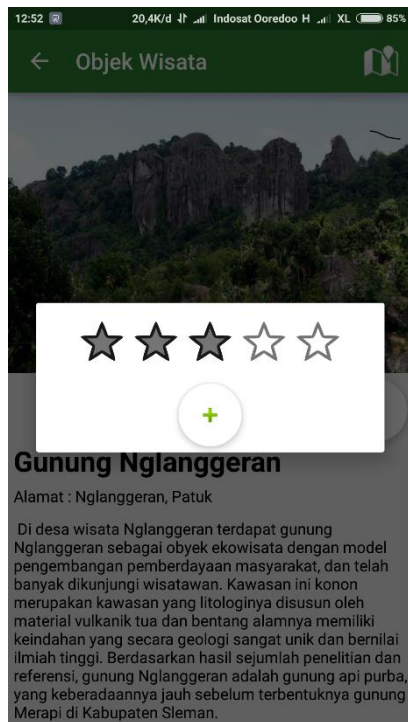 12:52 20,4K/d Indosat Ooredoo H XL 85%
Objek Wisata
+
Gunung Nglanggeran
Alamat : Nglanggeran, Patuk
Di desa wisata Nglanggeran terdapat gunung
Nglanggeran sebagai obyek ekowisata dengan model
pengembangan pemberdayaan masyarakat, dan telah
banyak dikunjungi wisatawan. Kawasan ini konon
merupakan kawasan yang litologinya disusun oleh
material vulkanik tua dan bentang alamnya memiliki
keindahan yang secara geologi sangat unik dan bernilai
ilmiah tinggi. Berdasarkan hasil sejumlah penelitian dan
referensi, gunung Nglanggeran adalah gunung api purba,
yang keberadaannya jauh sebelum terbentuknya gunung
Merapi di Kabupaten Sleman.